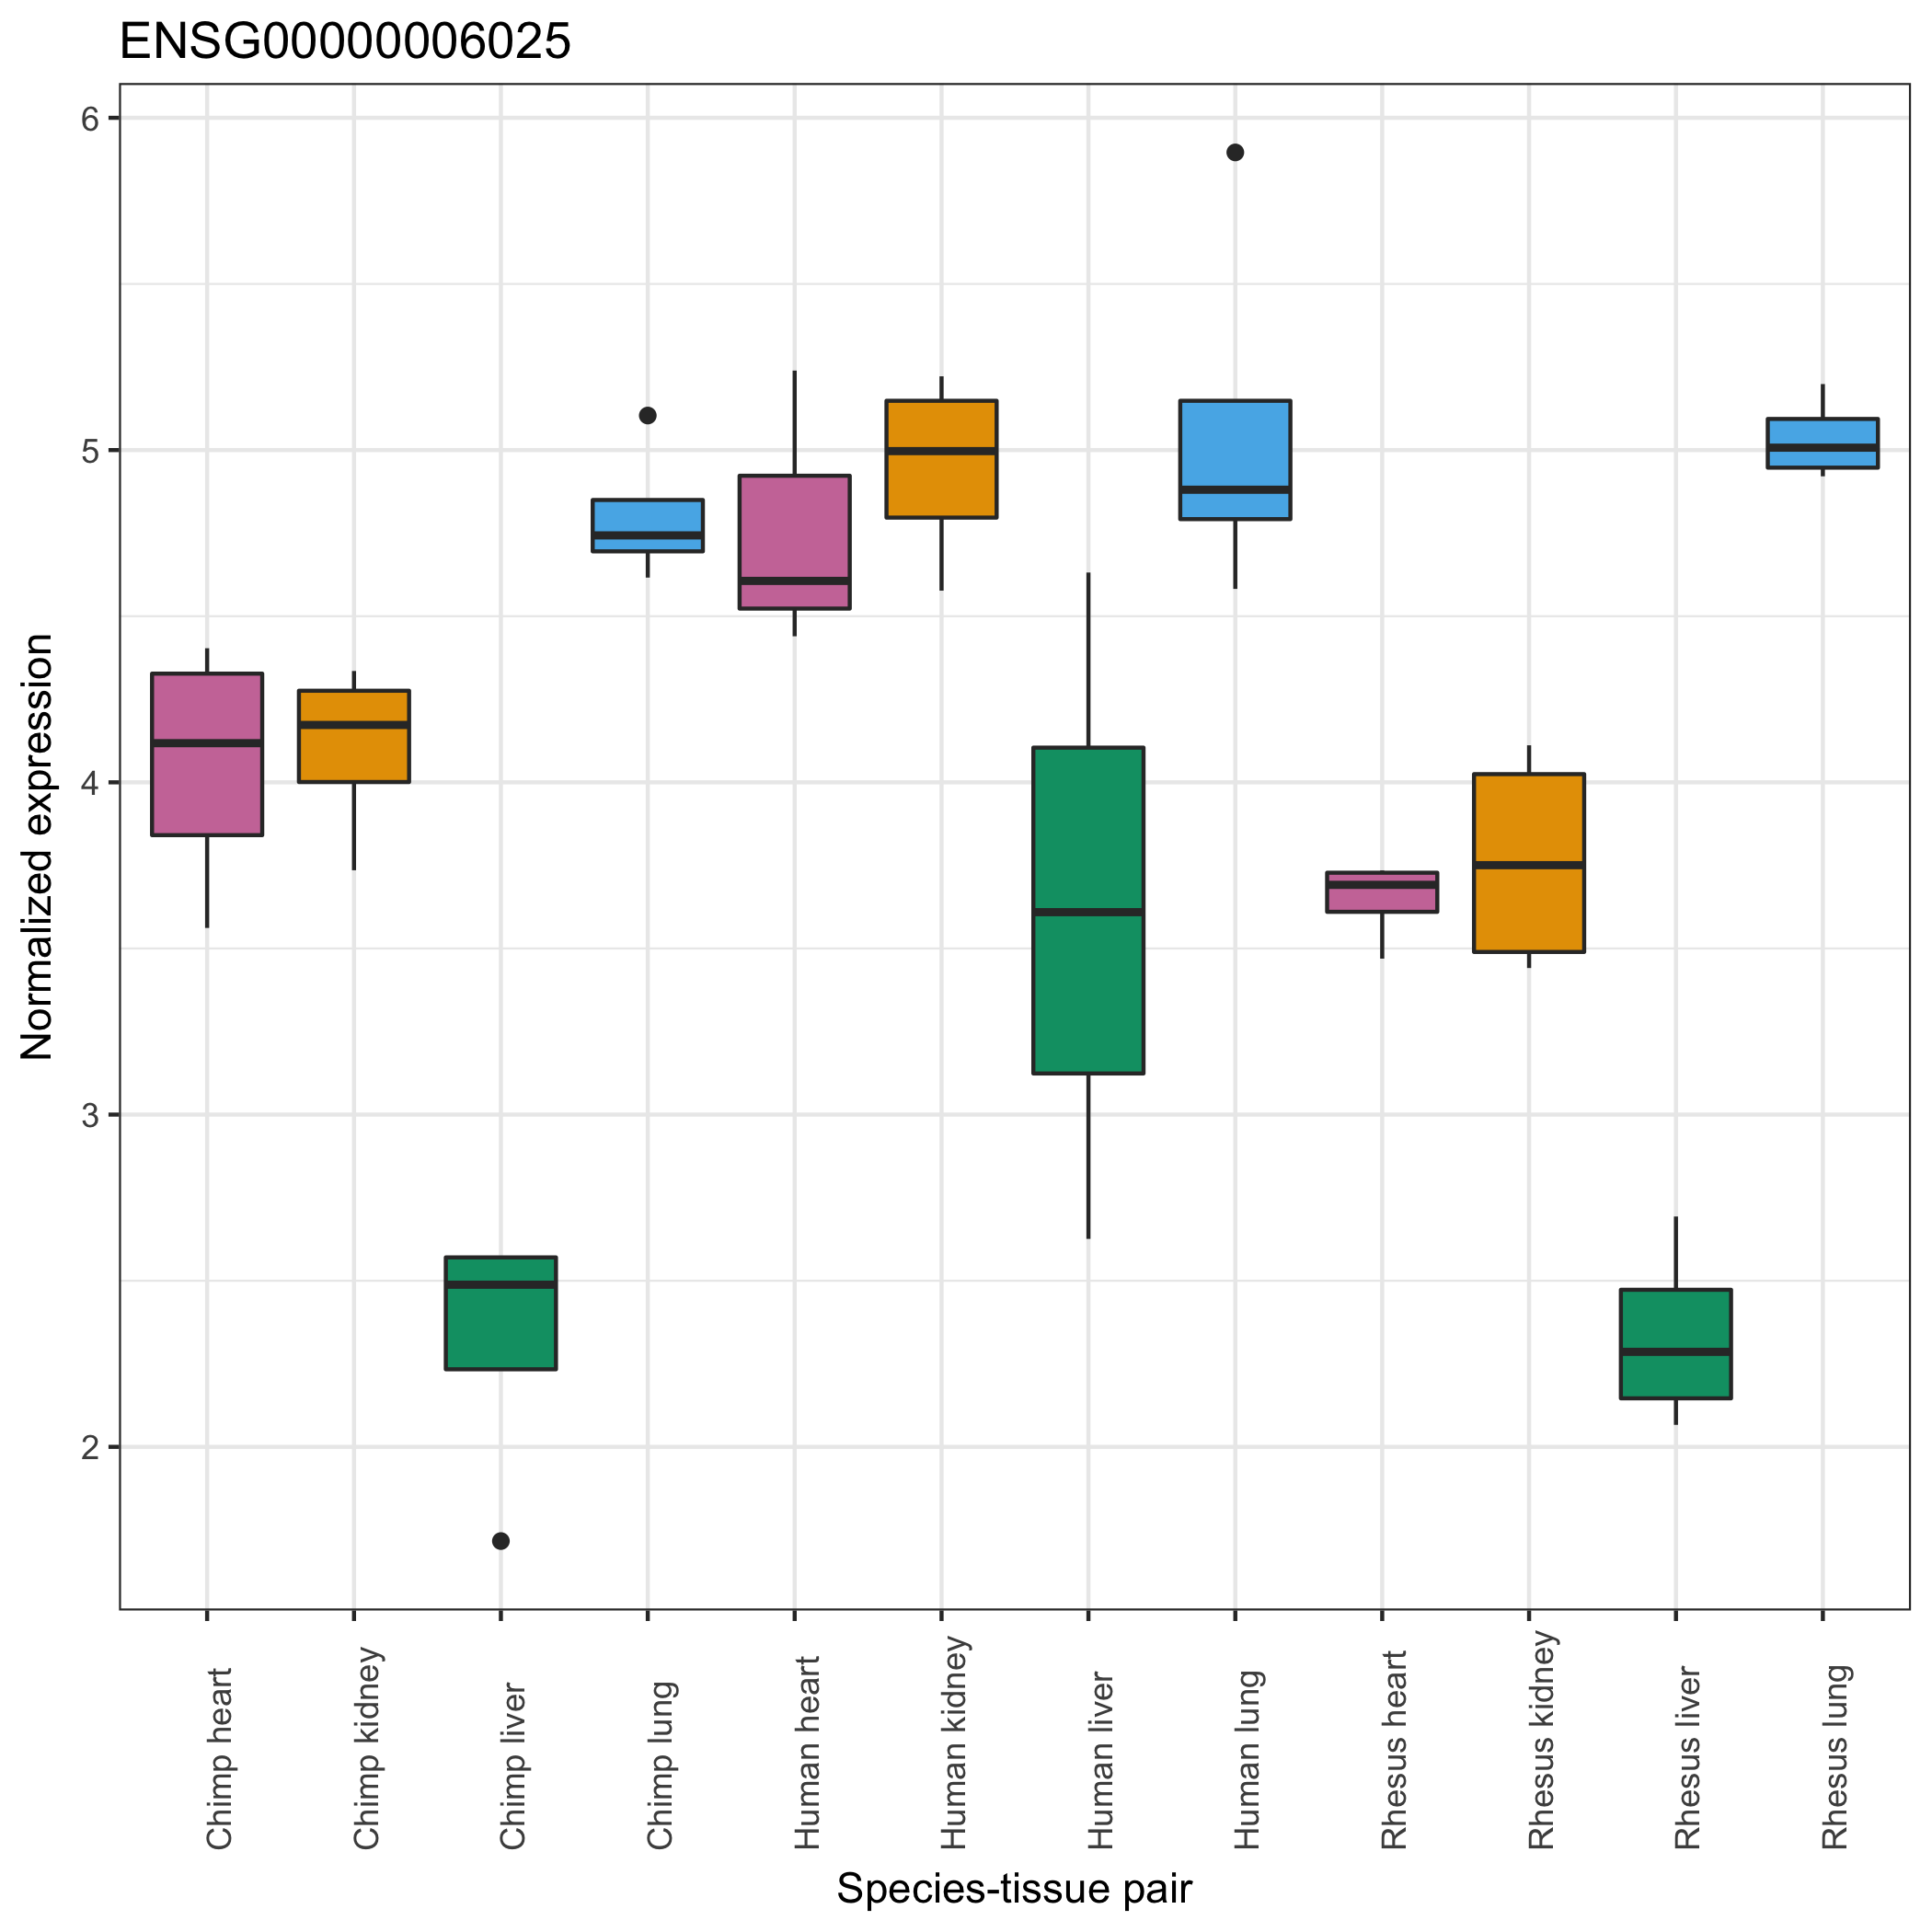 ENSG00000006025
6
5
4
3
2
Normalized expression
Chimp heart
Chimp kidney
Chimp liver
Chimp lung
Human heart
Human kidney
Human liver
Human lung
Rhesus heart
Rhesus kidney
Rhesus liver
Rhesus lung
Species-tissue pair